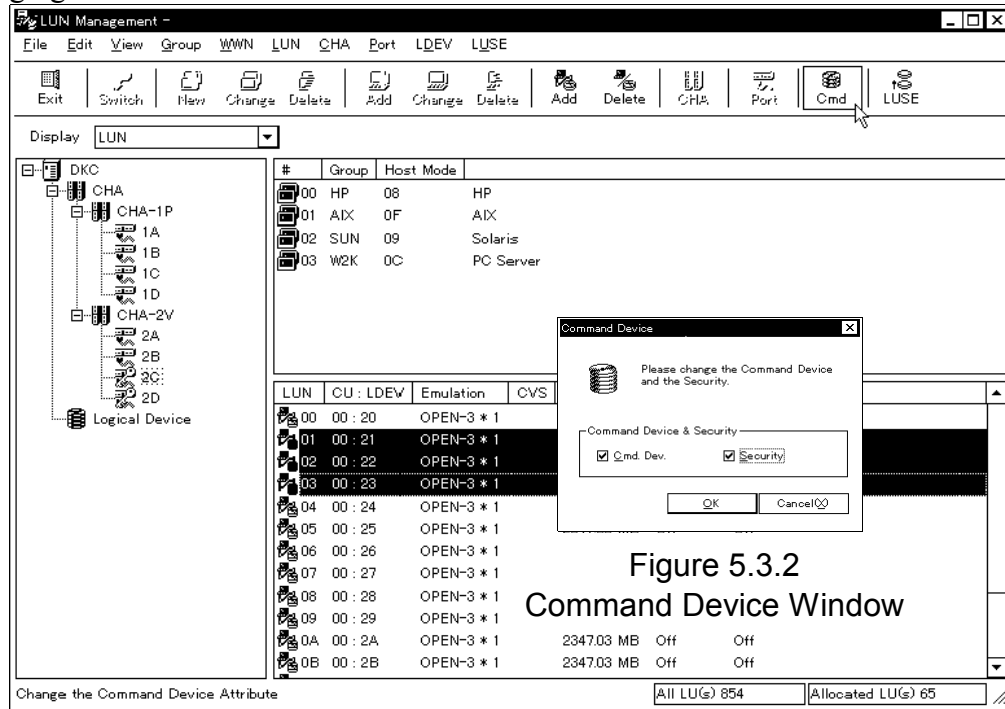 LUN Management -
File Edit View Group WWN LUN CHA Port LDEV LUSE
Exit Switch New Change Delete Add Change Delete Add Delete CHA Port Cmd LUSE
Display LUN
DKC
CHA
CHA-1P
1A
1B
1C
1D
CHA-2V
2A
2B
2C
2D
Logical Device
# Group Host Mode
00 HP 08 HP
01 AIX 0F AIX
02 SUN 09 Solaris
03 W2K 0C PC Server
LUN CU : LDEV Emulation CVS
00 00 : 20 OPEN-3 * 1
01 00 : 21 OPEN-3 * 1
02 00 : 22 OPEN-3 * 1
03 00 : 23 OPEN-3 * 1
04 00 : 24 OPEN-3 * 1
05 00 : 25 OPEN-3 * 1
06 00 : 26 OPEN-3 * 1
07 00 : 27 OPEN-3 * 1
08 00 : 28 OPEN-3 * 1
09 00 : 29 OPEN-3 * 1
0A 00 : 2A OPEN-3 * 1 2347.03 MB Off Off
0B 00 : 2B OPEN-3 * 1 2347.03 MB Off Off
Command Device
Please change the Command Device
and the Security.
Command Device & Security
Cmd. Dev. Security
OK Cancel(X)
Figure 5.3.2
Command Device Window
Change the Command Device Attribute All LU(s) 854 Allocated LU(s) 65